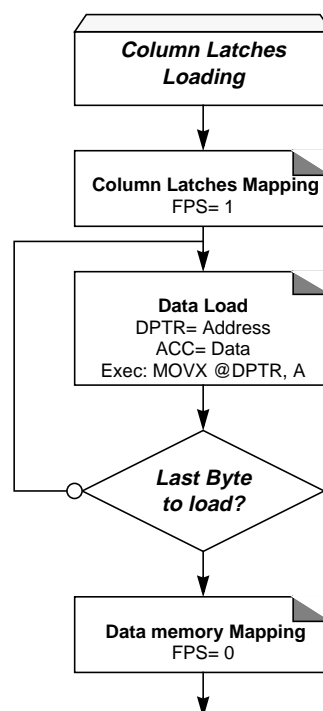 Column Latches
Loading
Column Latches Mapping
FPS= 1
Data Load
DPTR= Address
ACC= Data
Exec: MOVX @DPTR, A
Last Byte
to load?
Data memory Mapping
FPS= 0